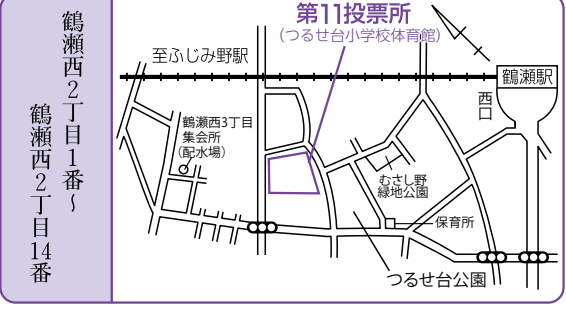 鶴瀬西2丁目1番~
鶴瀬西2丁目14番
第11投票所
(つるせ台小学校体育館)
至ふじみ野駅
鶴瀬駅
西口
鶴瀬西3丁目
集会所
(配水場)
むさし野
緑地公園
保育所
つるせ台公園